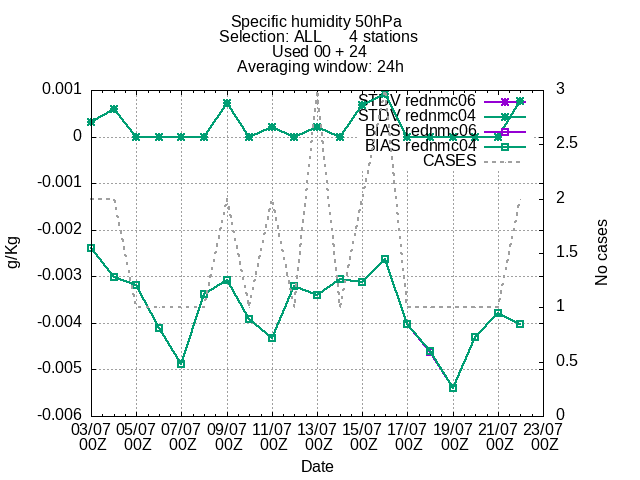 Specific humidity 50hPa
Selection: ALL 4 stations
Used 00 + 24
Averaging window: 24h
STDV rednmc06
STDV rednmc04
BIAS rednmc06
BIAS rednmc04
CASES
0.001
0
-0.001
-0.002
-0.003
-0.004
-0.005
-0.006
g/Kg
3
2.5
2
1.5
1
0.5
0
No cases
03/07 05/07 07/07 09/07 11/07 13/07 15/07 17/07 19/07 21/07 23/07
00Z 00Z 00Z 00Z 00Z 00Z 00Z 00Z 00Z 00Z 00Z
Date